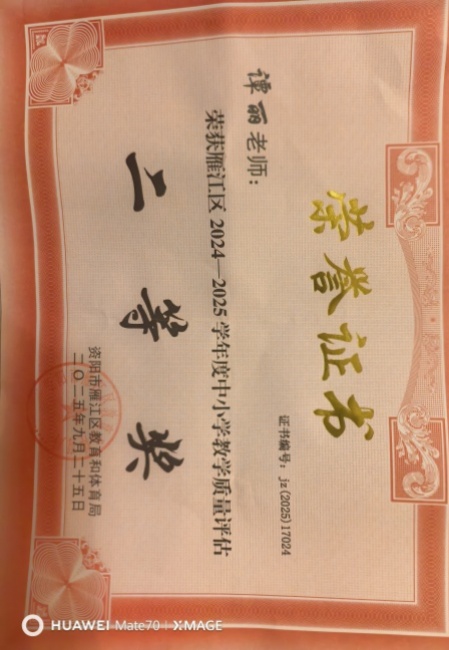 荣誉证书
证书编号：jz(2025)17024
谭丽老师：
荣获雁江区2024—2025学年度中小学教学质量评估
二等奖
资阳市雁江区教育和体育局
二〇二五年九月二十五日
HUAWEI Mate70 | XMAGE